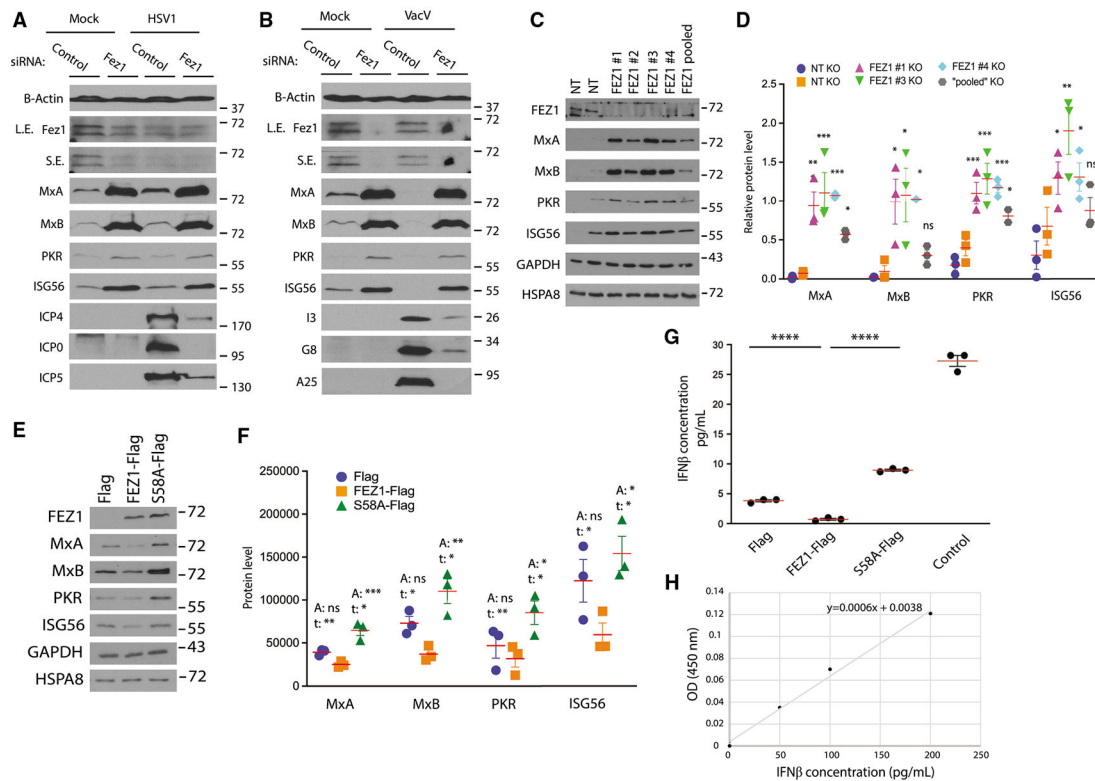 A
Mock HSV1
siRNA: Control Fez1 Control Fez1
B-Actin
37
L.E. Fez1 72
S.E. 72
MxA 72
MxB 72
PKR 55
ISG56 55
ICP4 170
ICP0 95
ICP5 130
B
Mock VacV
siRNA: Control Fez1 Control Fez1
B-Actin
37
L.E. Fez1 72
S.E. 72
MxA 72
MxB 72
PKR 55
ISG56 55
I3 26
G8 34
A25 95
C
NT NT FEZ1 #1 FEZ1 #2 FEZ1 #3 FEZ1 #4 FEZ1 pooled
FEZ1 72
MxA 72
MxB 72
PKR 55
ISG56 55
GAPDH 43
HSPA8 72
D
NT KO FEZ1 #1 KO FEZ1 #4 KO
NT KO FEZ1 #3 KO "pooled" KO
Relative protein level
2.5
2.0
1.5
1.0
0.5
0.0
** *** *** *
* * * ns
*** *** *** *
* ** * ns
MxA MxB PKR ISG56
E
Flag FEZ1-Flag S58A-Flag
FEZ1 72
MxA 72
MxB 72
PKR 55
ISG56 55
GAPDH 43
HSPA8 72
F
Flag
FEZ1-Flag
S58A-Flag
Protein level
250000
200000
150000
100000
50000
0
A: ns A: ***
t: ** t: *
A: ns A: **
t: * t: *
A: ns A: *
t: ** t: *
A: ns A: *
t: * t: *
MxA MxB PKR ISG56
G
**** ****
IFNβ concentration
pg/mL
30
25
20
15
10
5
0
Flag FEZ1-Flag S58A-Flag Control
H
y=0.0006x + 0.0038
OD (450 nm)
0.14
0.12
0.1
0.08
0.06
0.04
0.02
0
0 50 100 150 200 250
IFNβ concentration (pg/mL)